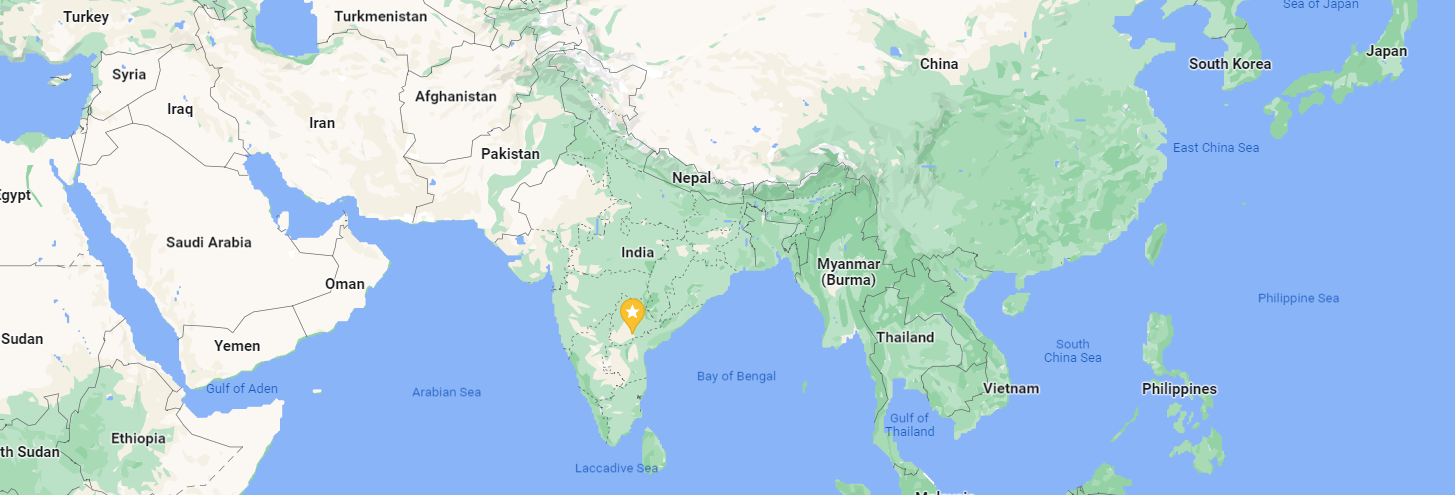 Sea of Japan
Turkey
Turkmenistan
Japan
South Korea
China
Syria
Afghanistan
Iraq
Iran
East China Sea
Pakistan
Nepal
Egypt
Saudi Arabia
India
Myanmar
(Burma)
Oman
Philippine Sea
Sudan
Yemen
Thailand
South
China Sea
Bay of Bengal
Gulf of Aden
Arabian Sea
Vietnam
Philippines
Gulf of
Thailand
Ethiopia
th Sudan
Laccadive Sea